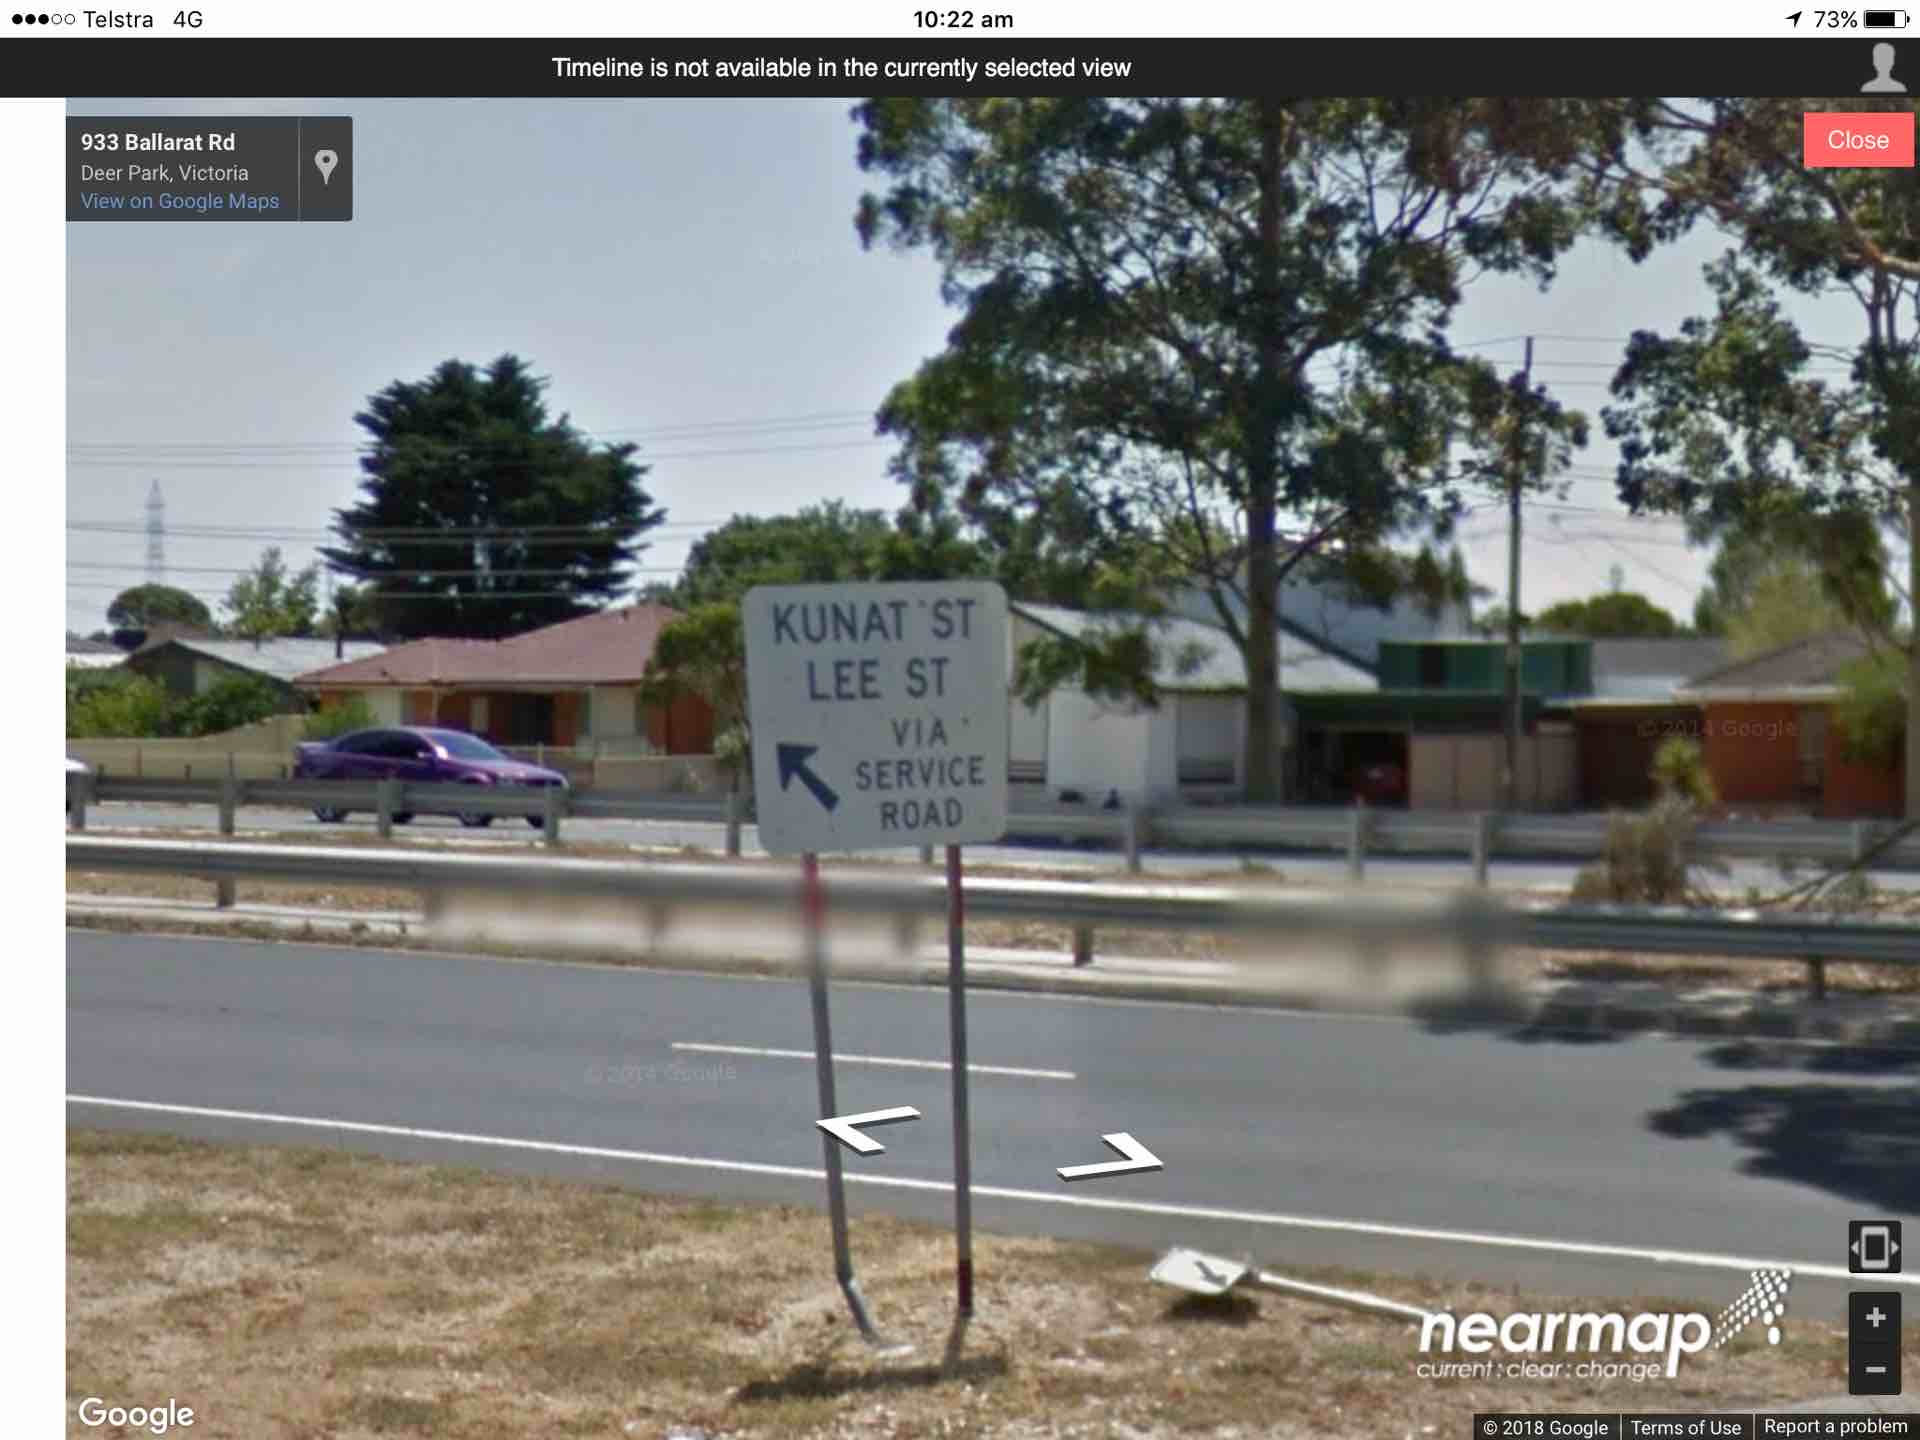 Telstra 4G
10:22 am
73%
Timeline is not available in the currently selected view
933 Ballarat Rd
Deer Park, Victoria
View on Google Maps
Close
KUNAT ST
LEE ST
VIA
SERVICE
ROAD
© 2014 Google
© 2014 Google
nearmap
current : clear : change
Google
© 2018 Google
Terms of Use
Report a problem